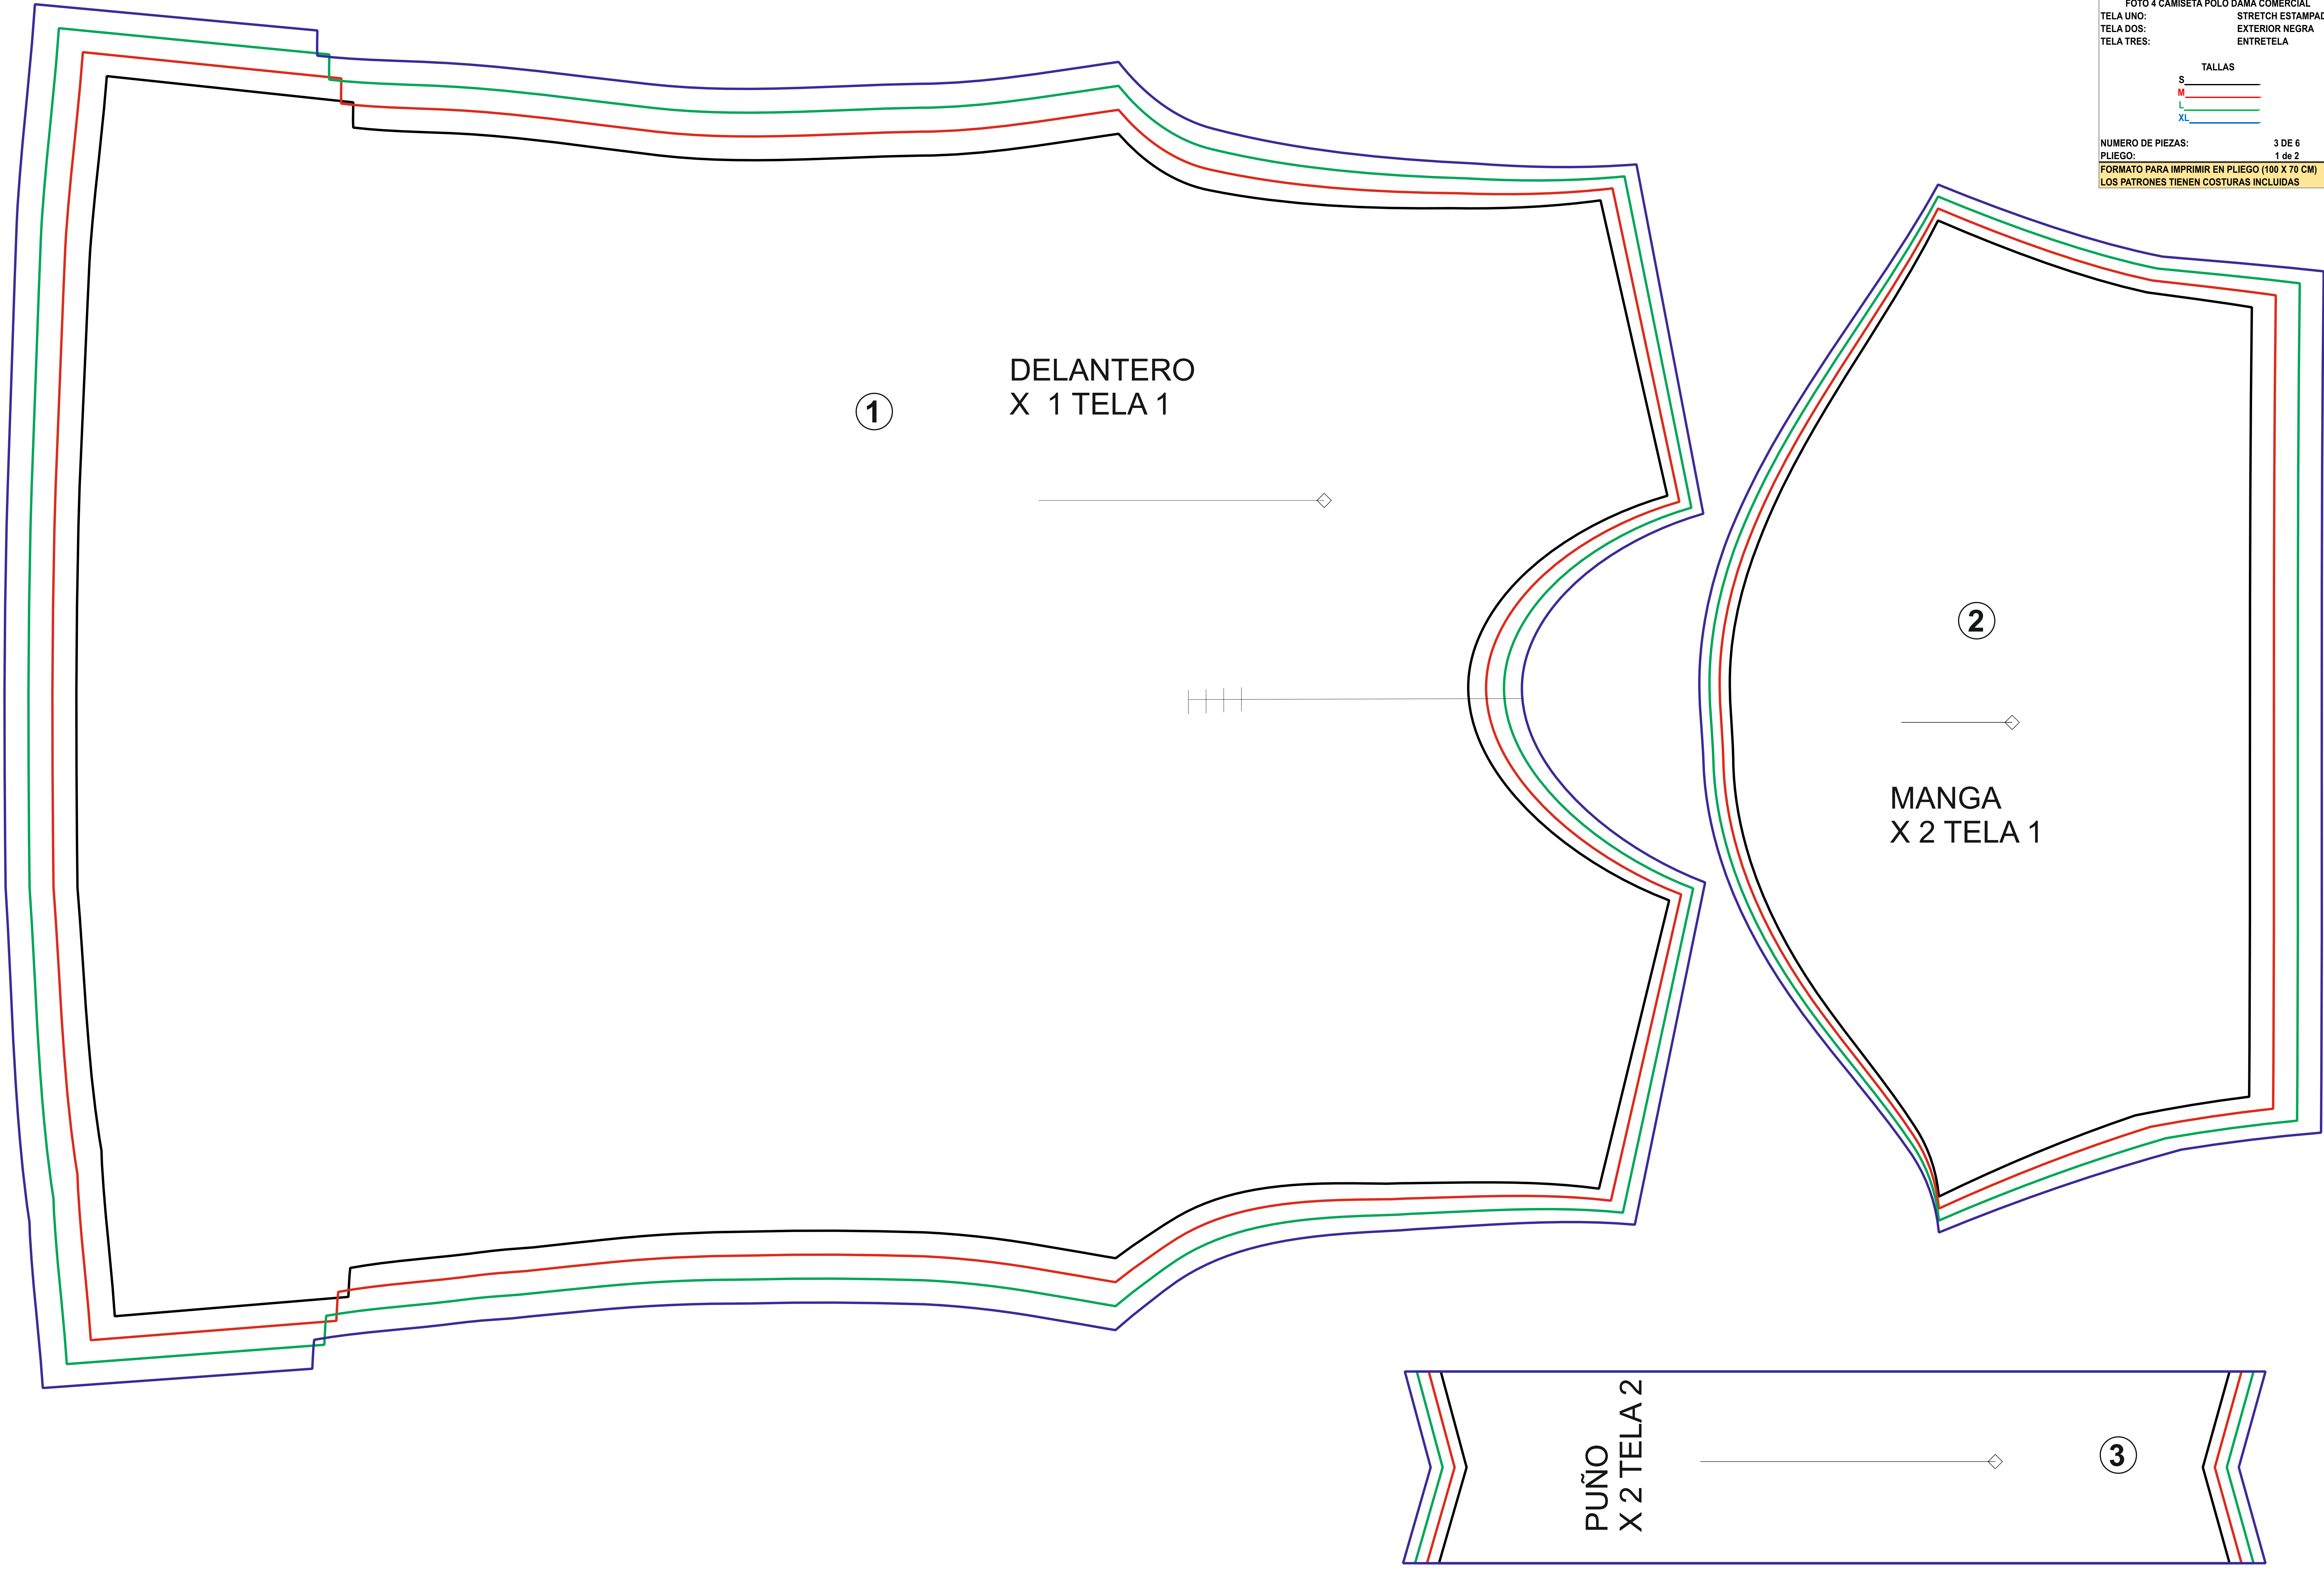 FOTO 4 CAMISETA POLO DAMA COMERCIAL
TELA UNO: STRETCH ESTAMPAD
TELA DOS: EXTERIOR NEGRA
TELA TRES: ENTRETELA
TALLAS
S
M
L
XL
NUMERO DE PIEZAS: 3 DE 6
PLIEGO: 1 de 2
FORMATO PARA IMPRIMIR EN PLIEGO (100 X 70 CM)
LOS PATRONES TIENEN COSTURAS INCLUIDAS
1
DELANTERO
X 1 TELA 1
2
MANGA
X 2 TELA 1
PUÑO
X 2 TELA 2
3